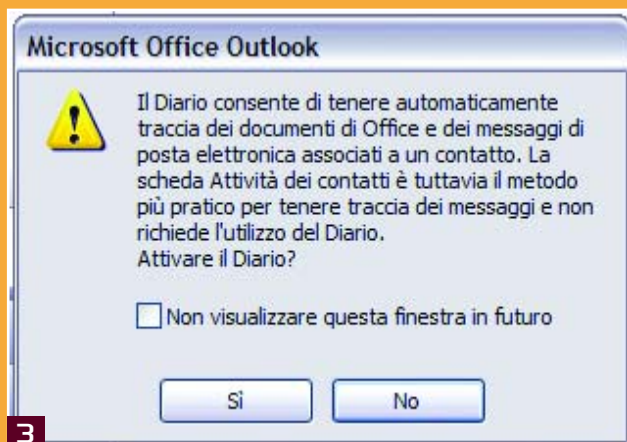 Microsoft Office Outlook
Il Diario consente di tenere automaticamente
traccia dei documenti di Office e dei messaggi di
posta elettronica associati a un contatto. La
scheda Attività dei contatti è tuttavia il metodo
più pratico per tenere traccia dei messaggi e non
richiede l'utilizzo del Diario.
Attivare il Diario?
Non visualizzare questa finestra in futuro
Sì No
3